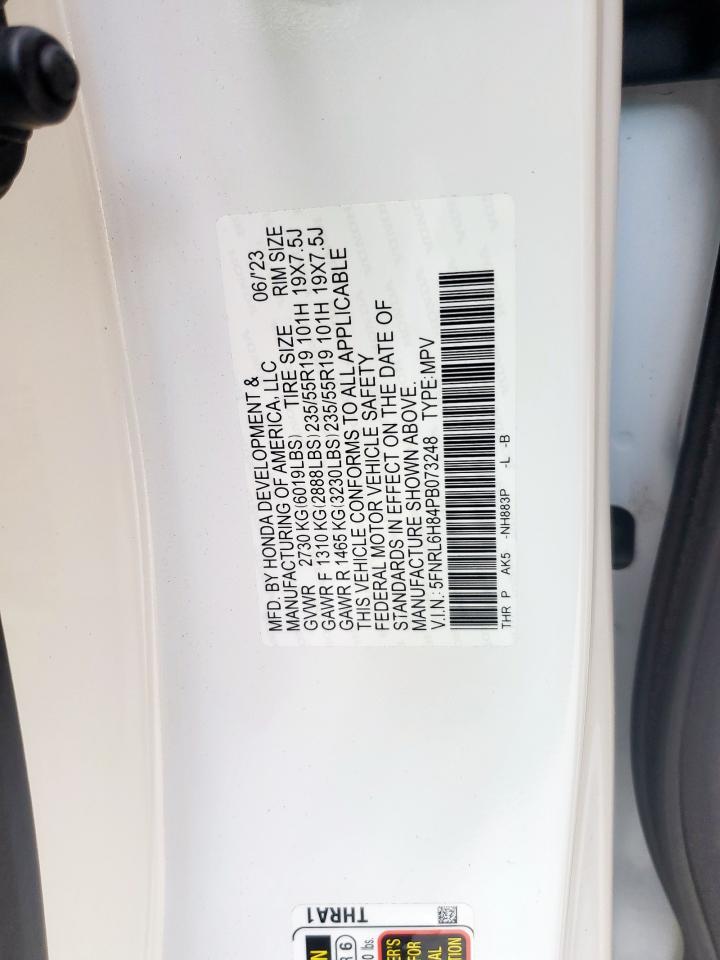 MFD. BY HONDA DEVELOPMENT & 06/'23
MANUFACTURING OF AMERICA, LLC
TIRE SIZE RIM SIZE
GVWR 2730 KG(6019LBS)
GAWR F 1310 KG(2888LBS)235/55R19 101H 19X7.5J
GAWR R 1465 KG(3230LBS)235/55R19 101H 19X7.5J
THIS VEHICLE CONFORMS TO ALL APPLICABLE
FEDERAL MOTOR VEHICLE SAFETY
STANDARDS IN EFFECT ON THE DATE OF
MANUFACTURE SHOWN ABOVE.
V.I.N.: 5FNRL6H84PB073248 TYPE:MPV
THR P AK5 -NH883P -L -B
THRA1